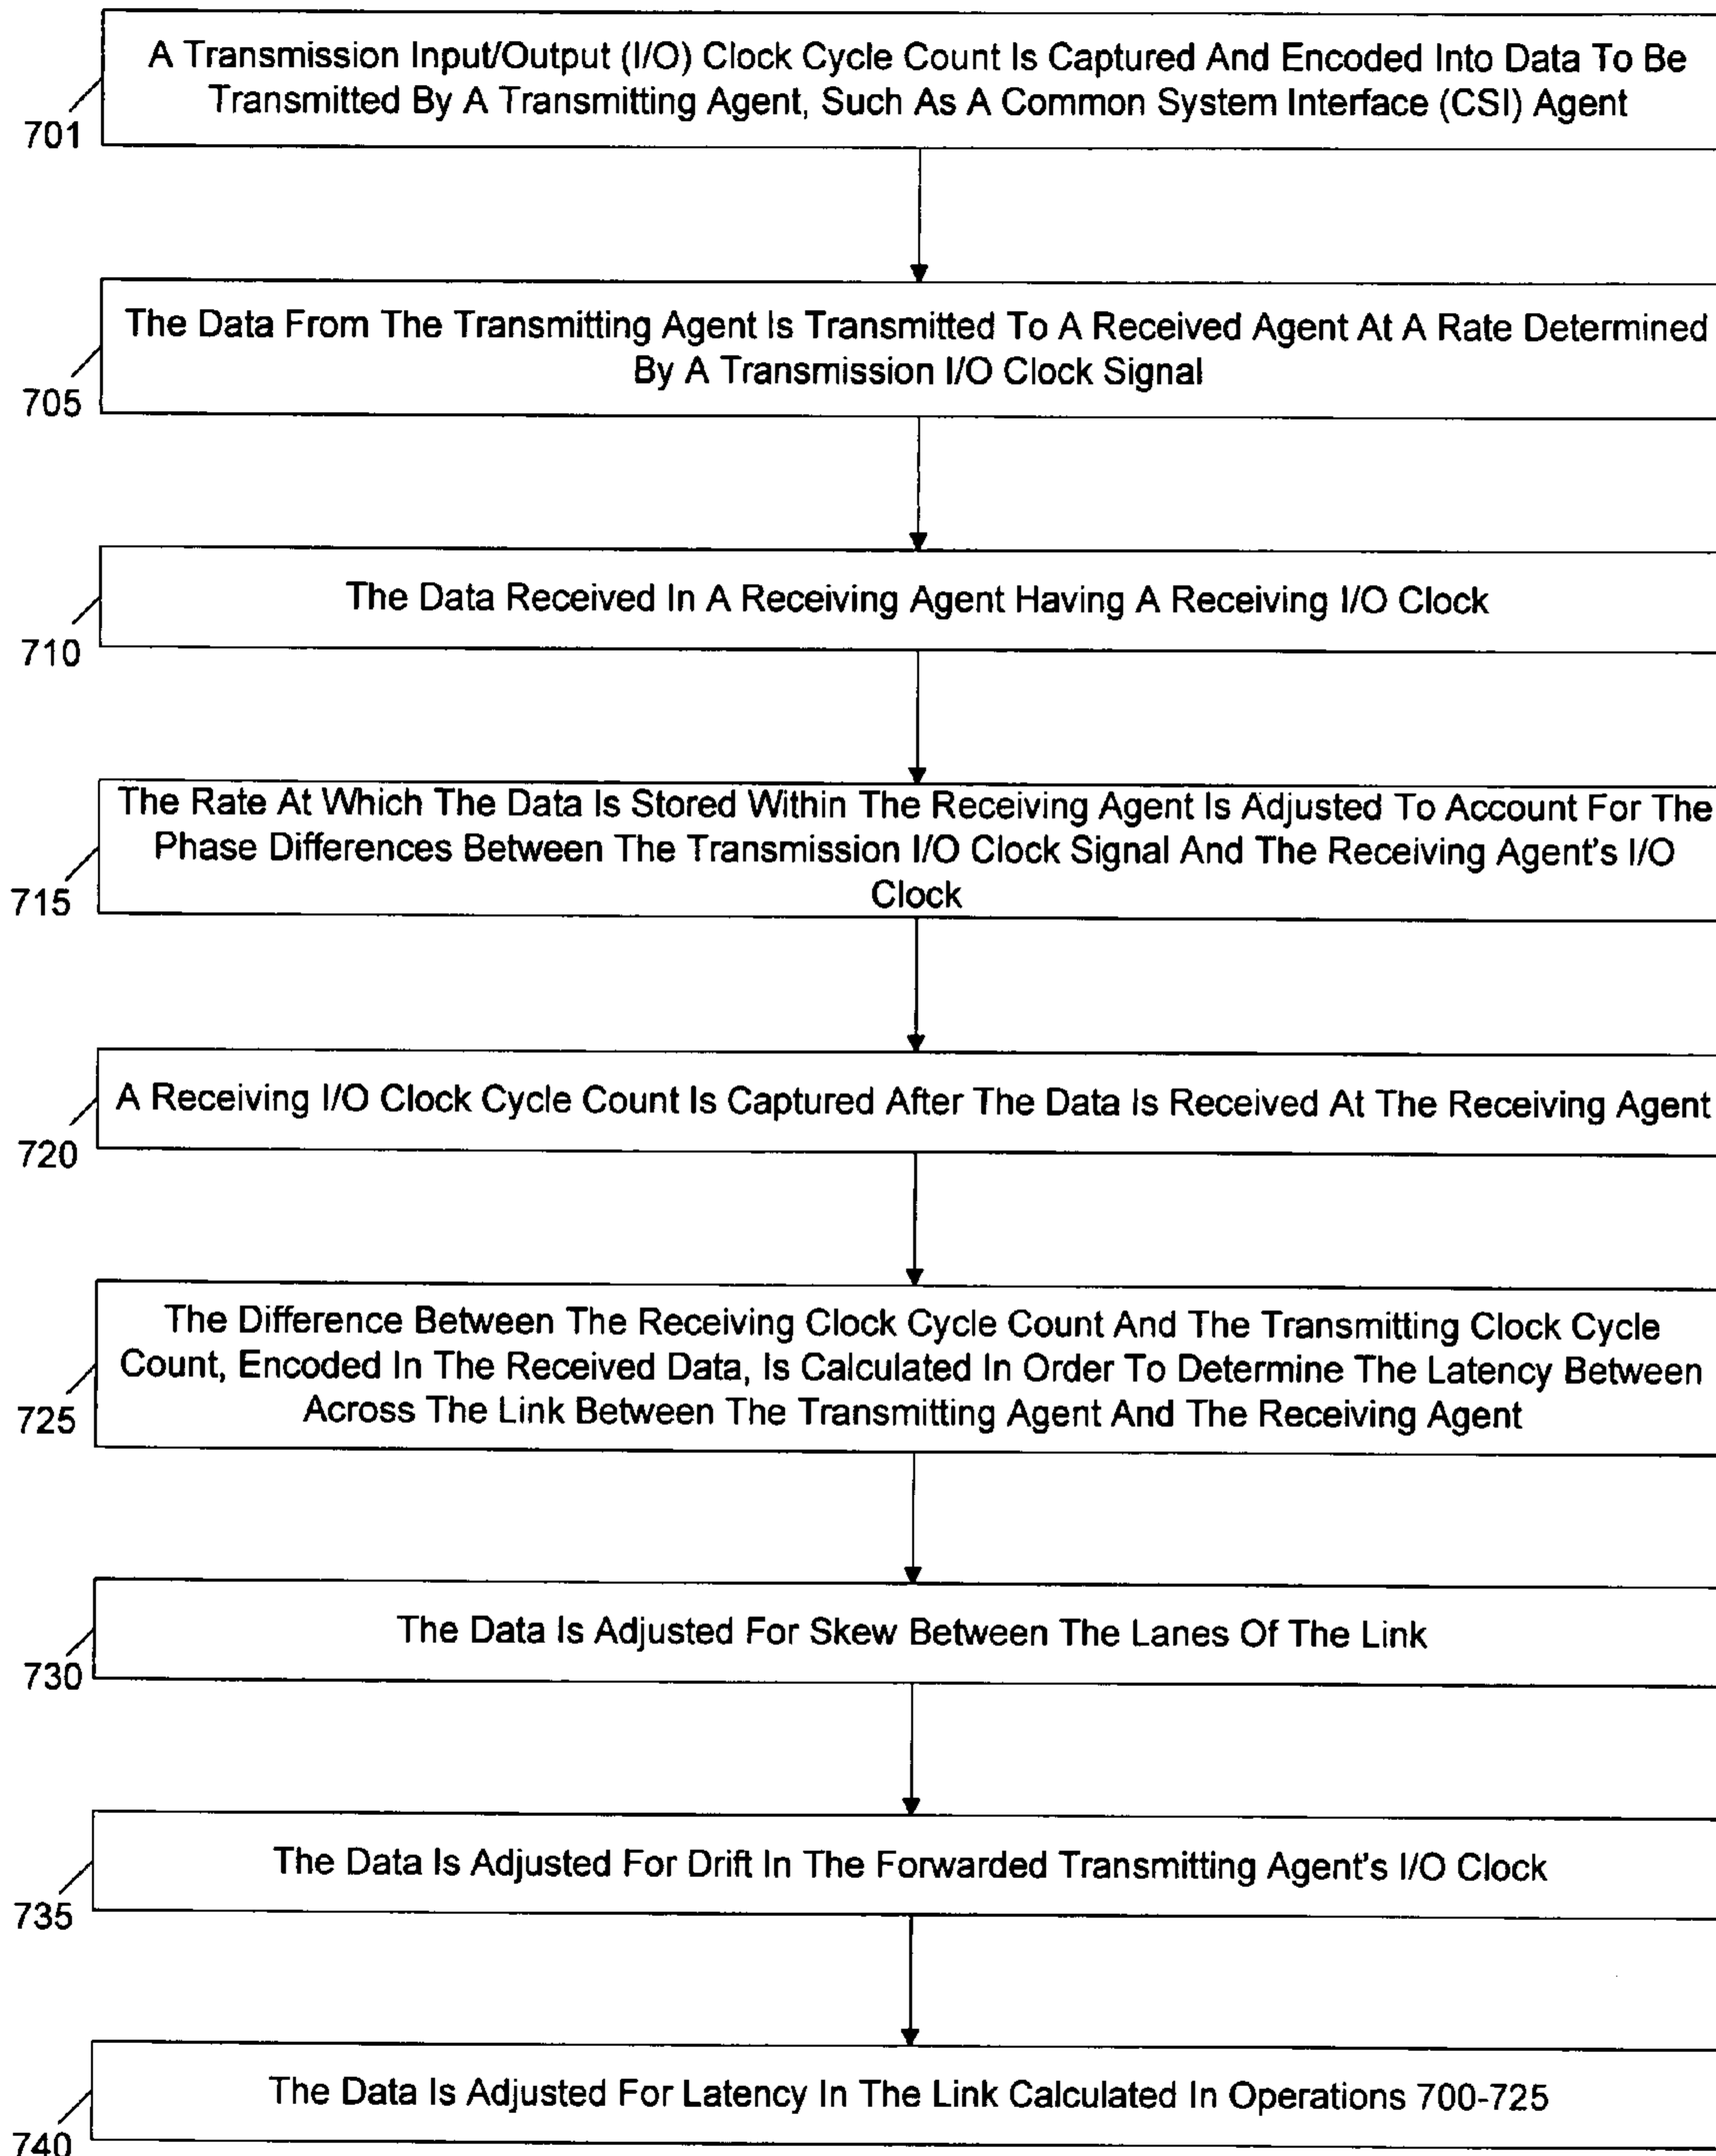 A Transmission Input/Output (I/O) Clock Cycle Count Is Captured And Encoded Into Data To Be
Transmitted By A Transmitting Agent, Such As A Common System Interface (CSI) Agent
701
The Data From The Transmitting Agent Is Transmitted To A Received Agent At A Rate Determined
By A Transmission I/O Clock Signal
705
The Data Received In A Receiving Agent Having A Receiving I/O Clock
710
The Rate At Which The Data Is Stored Within The Receiving Agent Is Adjusted To Account For The
Phase Differences Between The Transmission I/O Clock Signal And The Receiving Agent's I/O
Clock
715
A Receiving I/O Clock Cycle Count Is Captured After The Data Is Received At The Receiving Agent
720
The Difference Between The Receiving Clock Cycle Count And The Transmitting Clock Cycle
Count, Encoded In The Received Data, Is Calculated In Order To Determine The Latency Between
Across The Link Between The Transmitting Agent And The Receiving Agent
725
The Data Is Adjusted For Skew Between The Lanes Of The Link
730
The Data Is Adjusted For Drift In The Forwarded Transmitting Agent's I/O Clock
735
The Data Is Adjusted For Latency In The Link Calculated In Operations 700-725
740